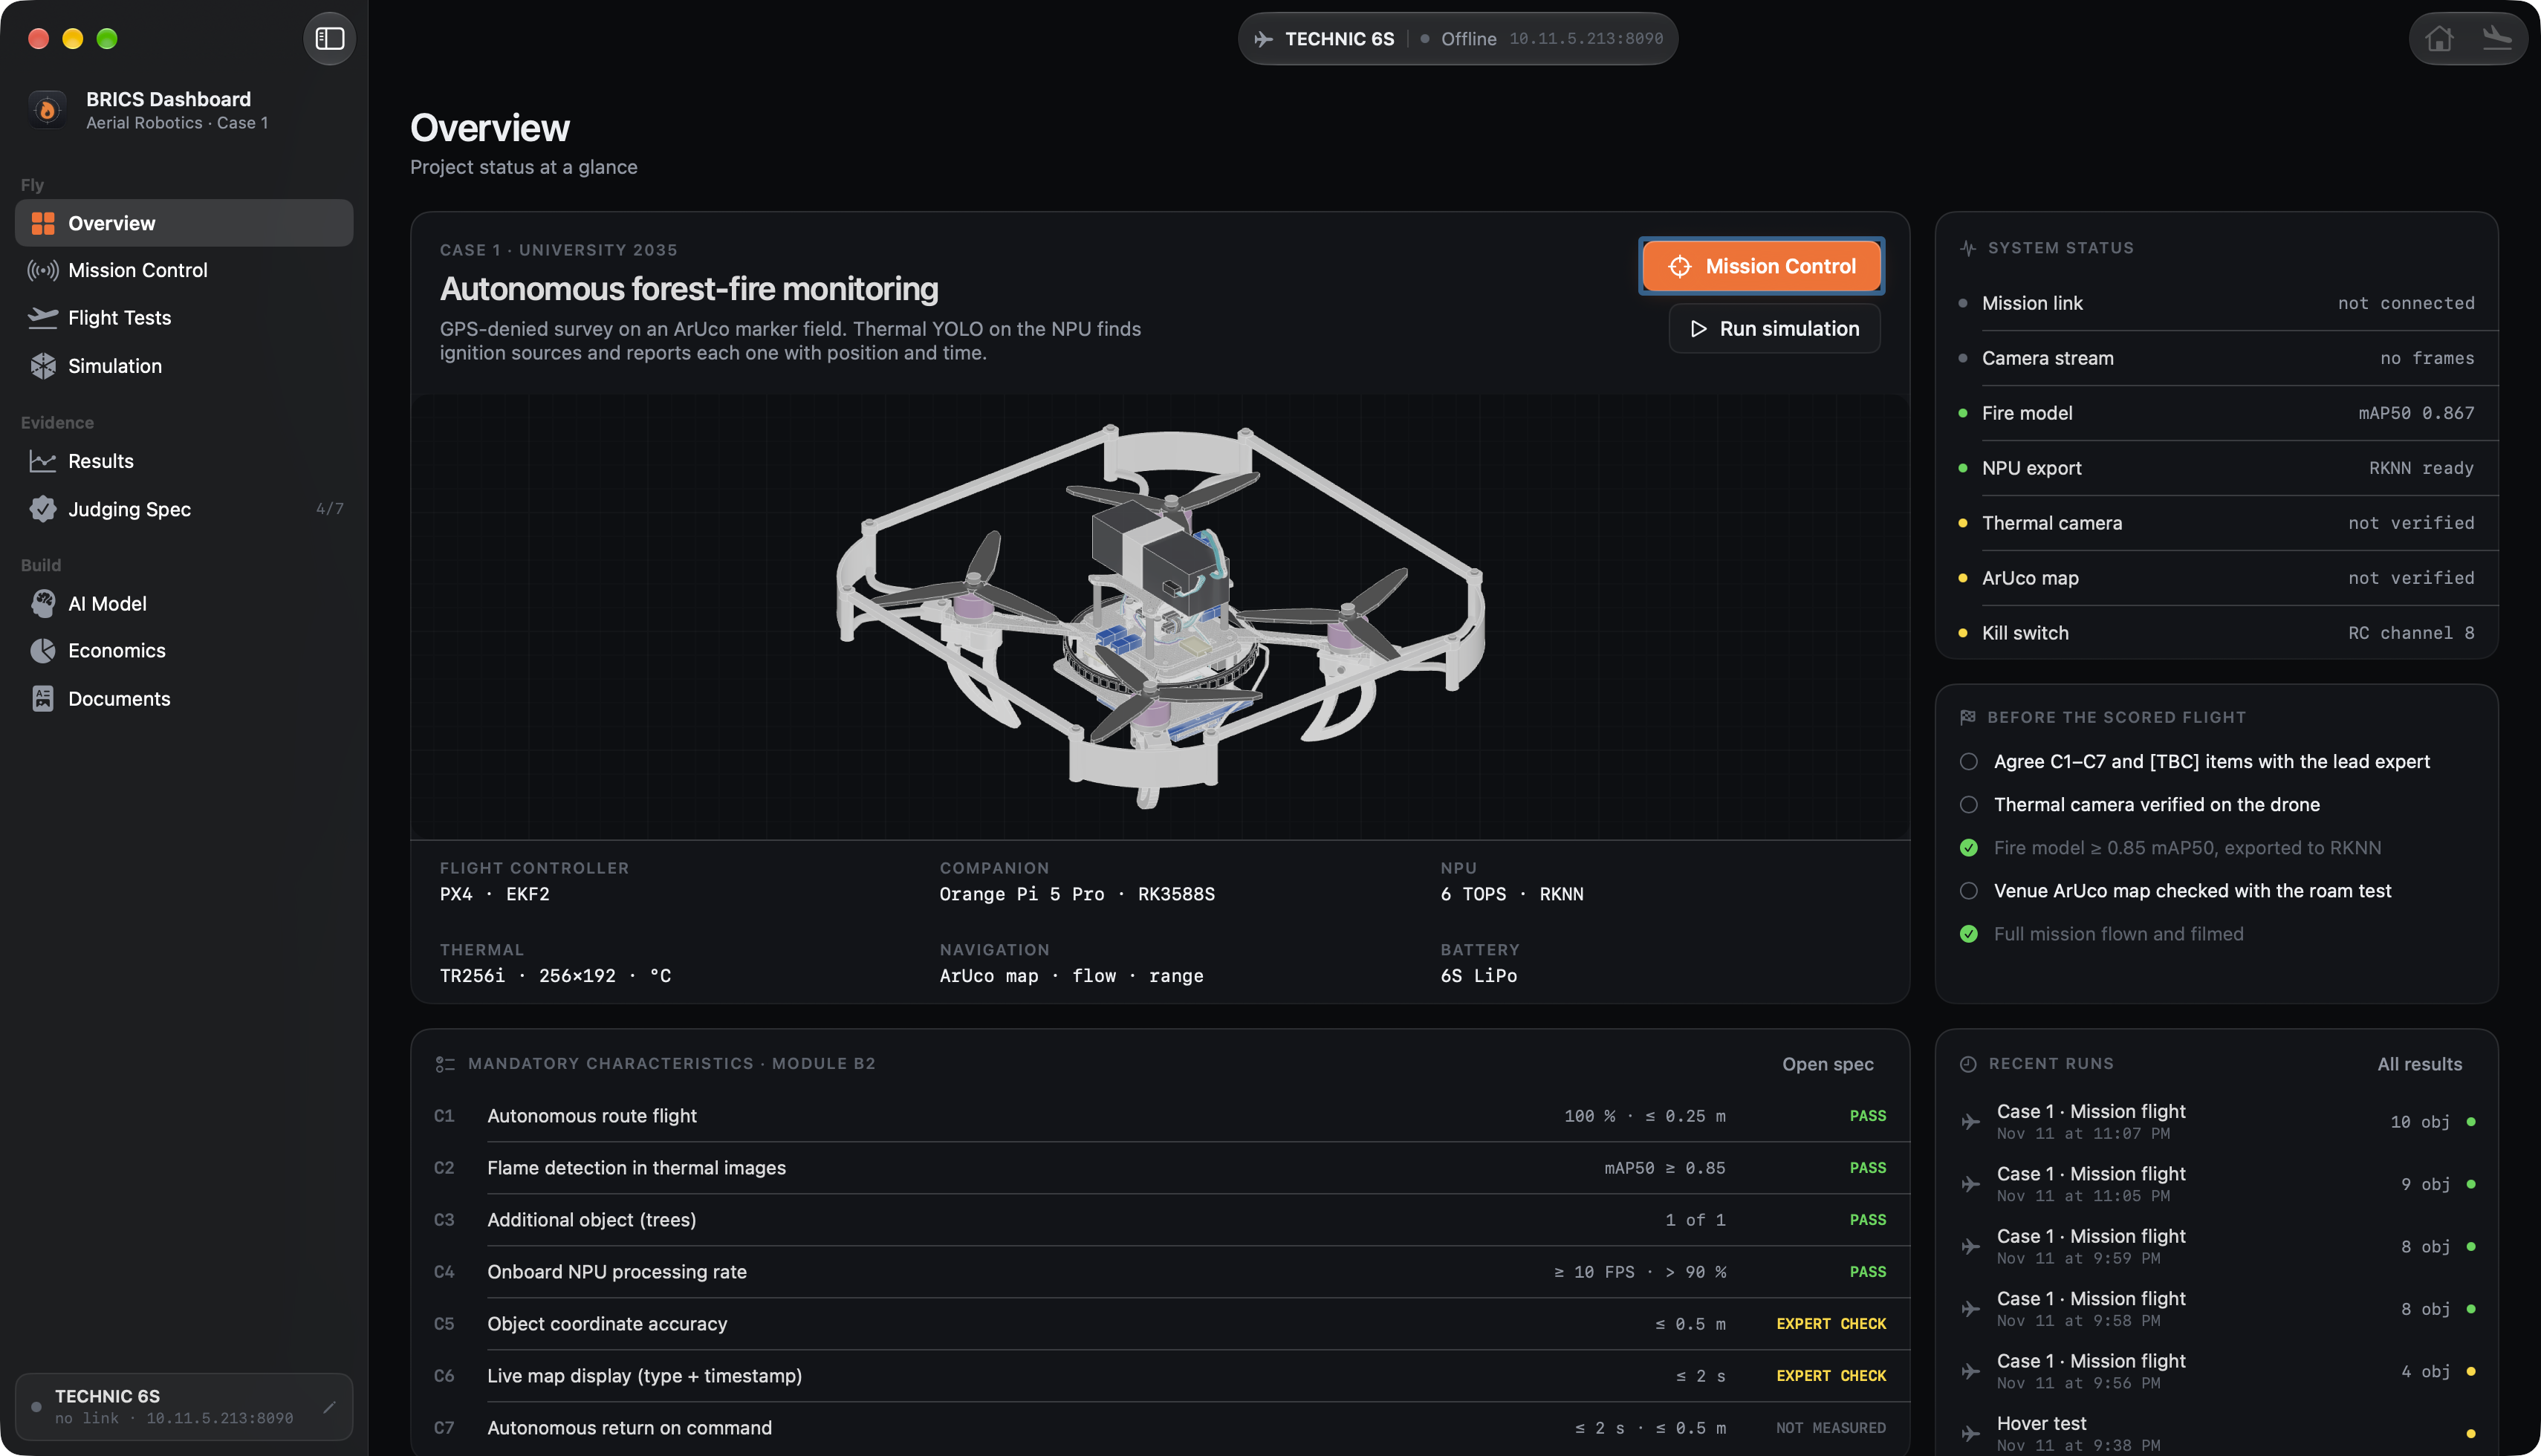 TECHNIC 6S
Offline 10.11.5.213:8090
BRICS Dashboard
Aerial Robotics · Case 1
Fly
Overview
Mission Control
Flight Tests
Simulation
Evidence
Results
Judging Spec 4/7
Build
AI Model
Economics
Documents
TECHNIC 6S
no link · 10.11.5.213:8090
Overview
Project status at a glance
CASE 1 · UNIVERSITY 2035
Autonomous forest-fire monitoring
GPS-denied survey on an ArUco marker field. Thermal YOLO on the NPU finds
ignition sources and reports each one with position and time.
Mission Control
Run simulation
FLIGHT CONTROLLER
PX4 · EKF2
COMPANION
Orange Pi 5 Pro · RK3588S
NPU
6 TOPS · RKNN
THERMAL
TR256i · 256×192 · °C
NAVIGATION
ArUco map · flow · range
BATTERY
6S LiPo
SYSTEM STATUS
Mission link not connected
Camera stream no frames
Fire model mAP50 0.867
NPU export RKNN ready
Thermal camera not verified
ArUco map not verified
Kill switch RC channel 8
BEFORE THE SCORED FLIGHT
Agree C1–C7 and [TBC] items with the lead expert
Thermal camera verified on the drone
Fire model ≥ 0.85 mAP50, exported to RKNN
Venue ArUco map checked with the roam test
Full mission flown and filmed
MANDATORY CHARACTERISTICS · MODULE B2 Open spec
C1 Autonomous route flight 100 % · ≤ 0.25 m PASS
C2 Flame detection in thermal images mAP50 ≥ 0.85 PASS
C3 Additional object (trees) 1 of 1 PASS
C4 Onboard NPU processing rate ≥ 10 FPS · > 90 % PASS
C5 Object coordinate accuracy ≤ 0.5 m EXPERT CHECK
C6 Live map display (type + timestamp) ≤ 2 s EXPERT CHECK
C7 Autonomous return on command ≤ 2 s · ≤ 0.5 m NOT MEASURED
RECENT RUNS All results
Case 1 · Mission flight 10 obj
Nov 11 at 11:07 PM
Case 1 · Mission flight 9 obj
Nov 11 at 11:05 PM
Case 1 · Mission flight 8 obj
Nov 11 at 9:59 PM
Case 1 · Mission flight 8 obj
Nov 11 at 9:58 PM
Case 1 · Mission flight 4 obj
Nov 11 at 9:56 PM
Hover test
Nov 11 at 9:38 PM